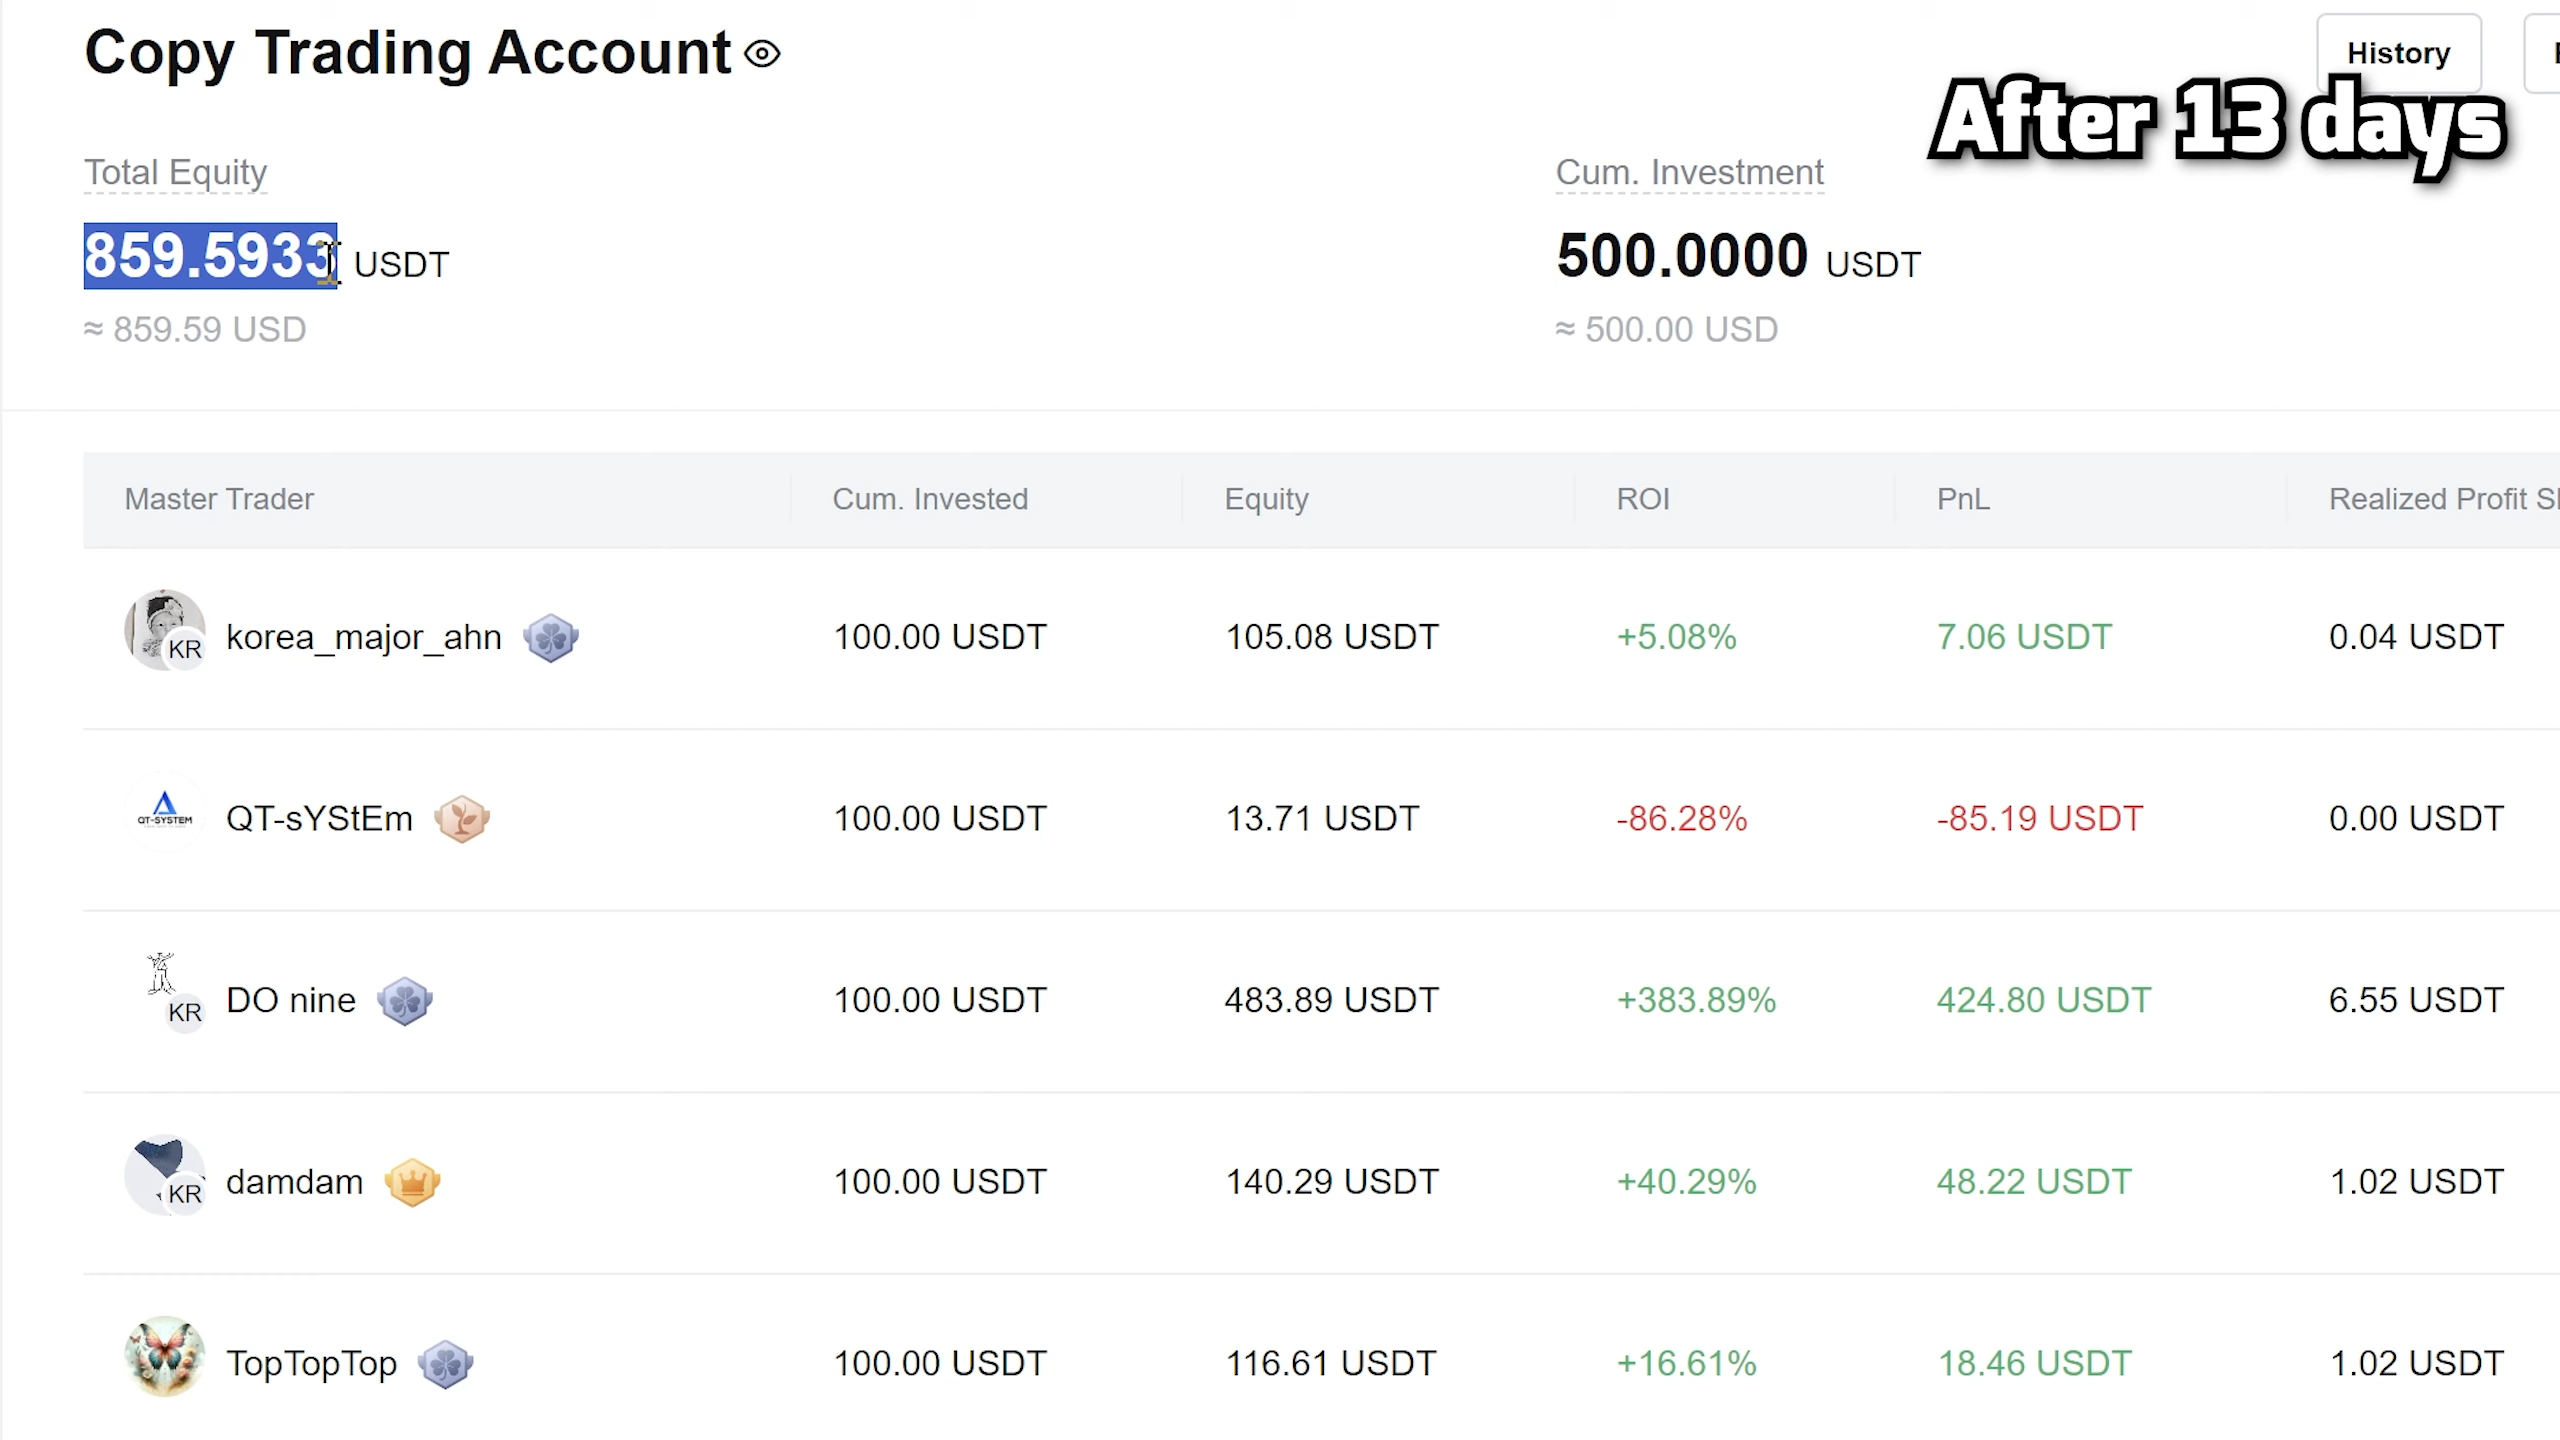 Copy Trading Account
History
After 13 days
Total Equity
Cum. Investment
859.5933 USDT
500.0000 USDT
≈ 859.59 USD
≈ 500.00 USD
Master Trader Cum. Invested Equity ROI PnL Realized Profit
KR korea_major_ahn 100.00 USDT 105.08 USDT +5.08% 7.06 USDT 0.04 USDT
QT-SYSTEM QT-sYStEm 100.00 USDT 13.71 USDT -86.28% -85.19 USDT 0.00 USDT
KR DO nine 100.00 USDT 483.89 USDT +383.89% 424.80 USDT 6.55 USDT
KR damdam 100.00 USDT 140.29 USDT +40.29% 48.22 USDT 1.02 USDT
TopTopTop 100.00 USDT 116.61 USDT +16.61% 18.46 USDT 1.02 USDT